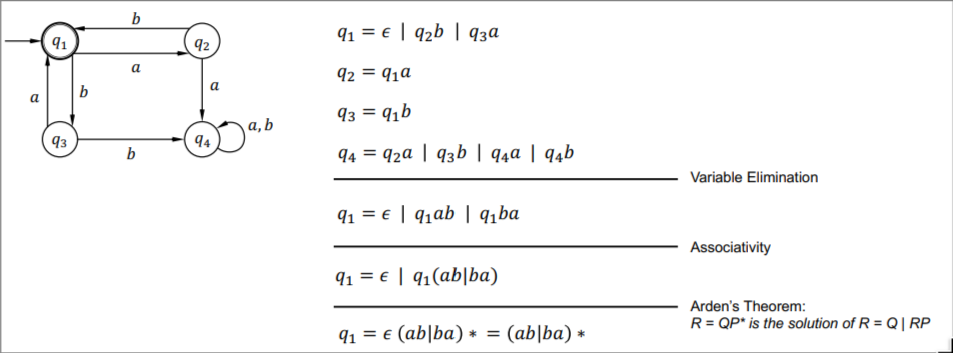 b
q₁
q₂
a
a
b
a
q₃
q₄
a, b
b
q₁ = ϵ | q₂b | q₃a
q₂ = q₁a
q₃ = q₁b
q₄ = q₂a | q₃b | q₄a | q₄b
Variable Elimination
q₁ = ϵ | q₁ab | q₁ba
Associativity
q₁ = ϵ | q₁(ab|ba)
Arden's Theorem:
R = QP* is the solution of R = Q | RP
q₁ = ϵ (ab|ba) * = (ab|ba) *